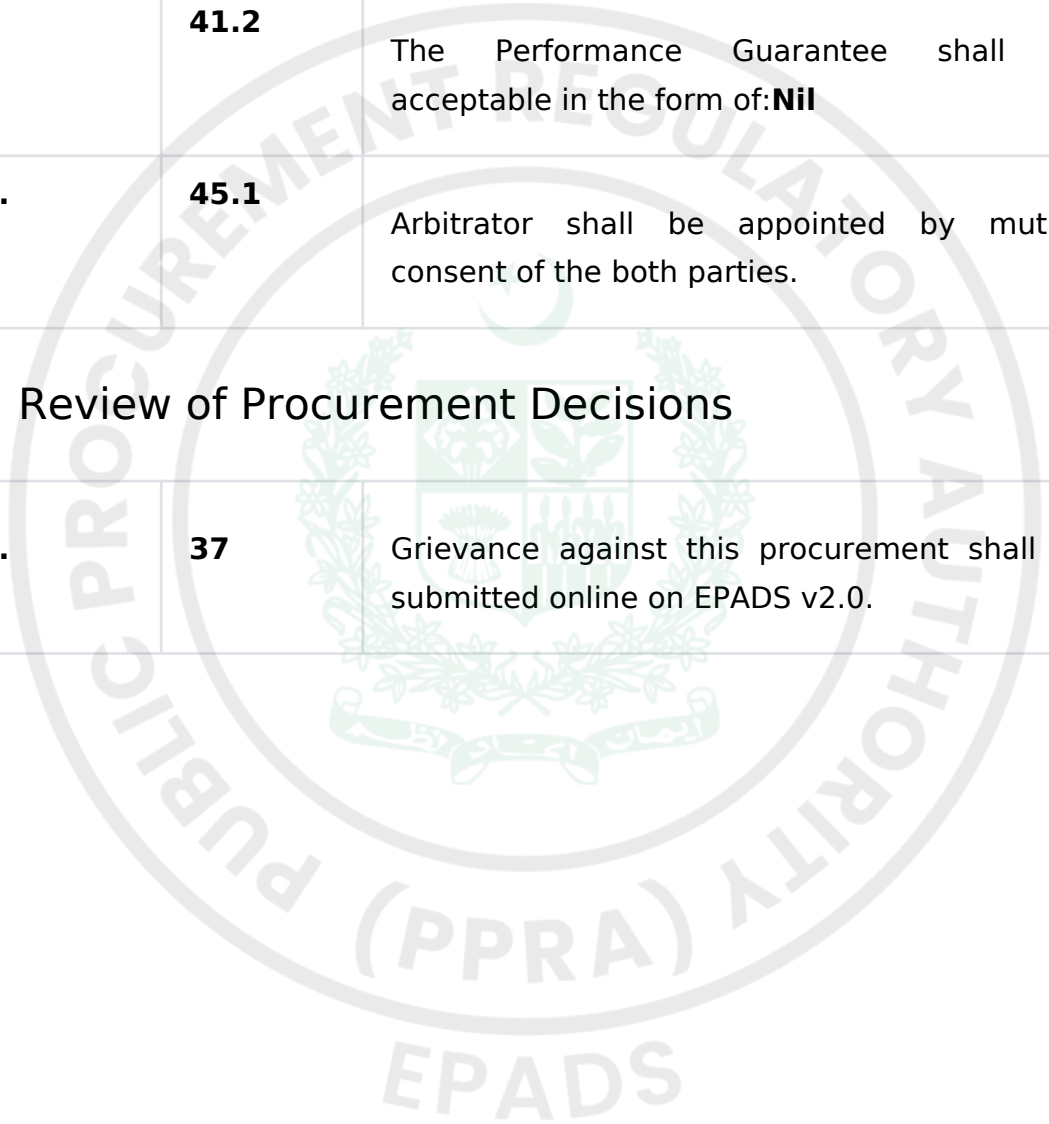 41.2
The Performance Guarantee shall
acceptable in the form of:Nil
. 45.1
Arbitrator shall be appointed by mut
consent of the both parties.
Review of Procurement Decisions
. 37 Grievance against this procurement shall
submitted online on EPADS v2.0.
PUBLIC PROCUREMENT REGULATORY AUTHORITY
(PPRA)
EPADS